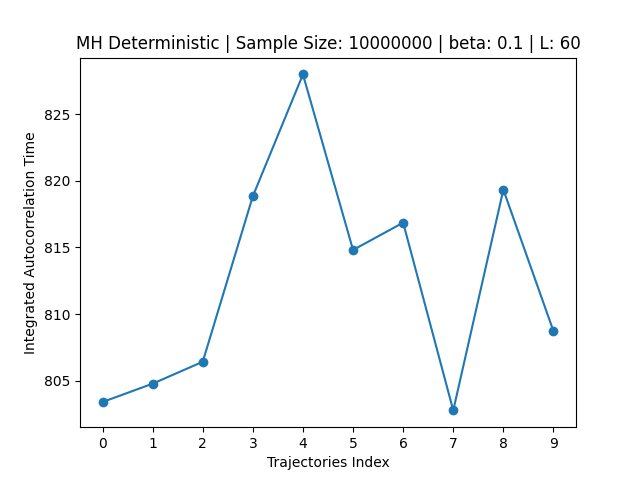 MH Deterministic | Sample Size: 10000000 | beta: 0.1 | L: 60
Integrated Autocorrelation Time
825
820
815
810
805
0 1 2 3 4 5 6 7 8 9
Trajectories Index